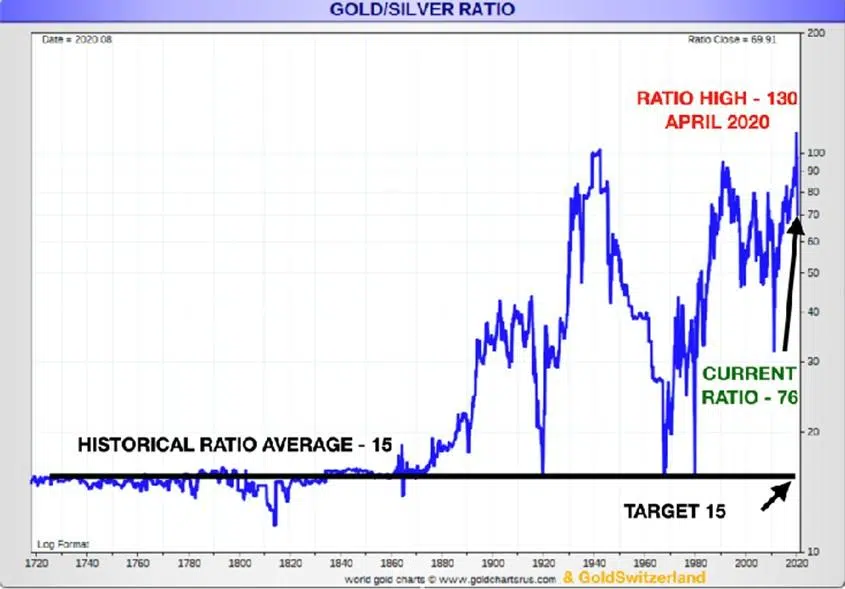 GOLD/SILVER RATIO
Date = 2020.08
Ratio Close = 69.91
200
RATIO HIGH - 130
APRIL 2020
100
90
80
70
60
50
40
30
CURRENT
RATIO - 76
20
HISTORICAL RATIO AVERAGE - 15
TARGET 15
Log Format
10
1720 1740 1760 1780 1800 1820 1840 1860 1880 1900 1920 1940 1960 1980 2000 2020
world gold charts © www.goldchartsrus.com & GoldSwitzerland